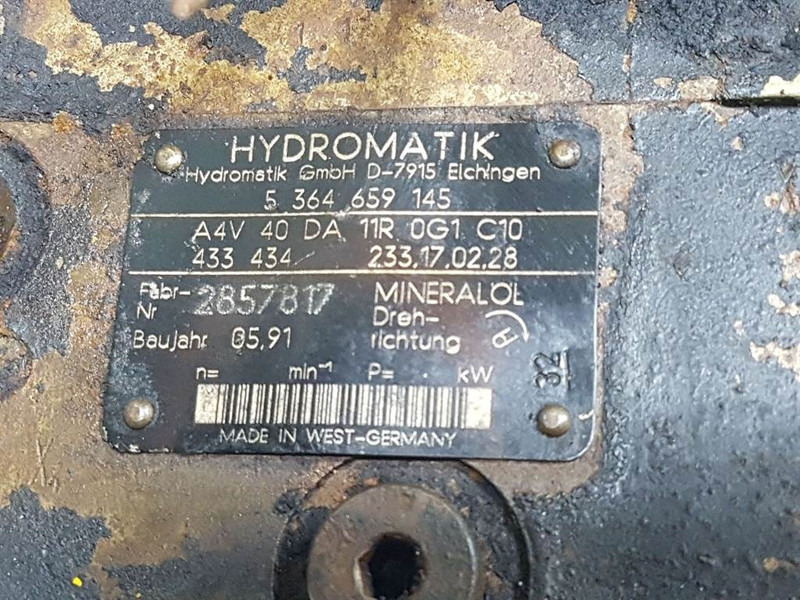 HYDROMATIK
Hydromatik GmbH D-7915 Elchingen
5 364 659 145
A4V 40 DA 11R 0G1 C10
433 434 233.17.02.28
Fabr-Nr 2857817 MINERALÖL
Baujahr 05.91 Dreh-
richtung
n= min⁻¹ P= kW
32
MADE IN WEST-GERMANY